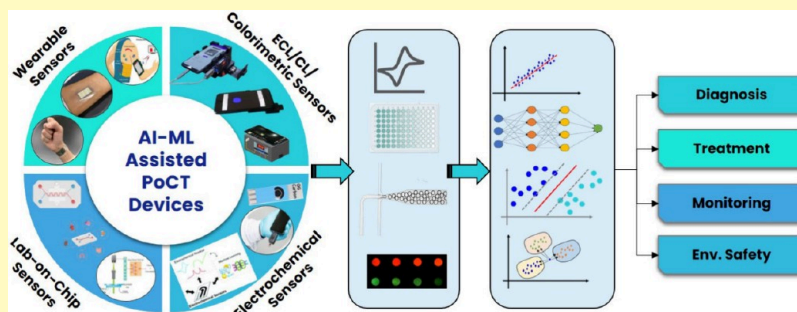 Wearable
Sensors
ECL/CL/
Colorimetric Sensors
AI-ML
Assisted
PoCT
Devices
Lab-on-Chip
Sensors
Electrochemical
Sensors
Diagnosis
Treatment
Monitoring
Env. Safety